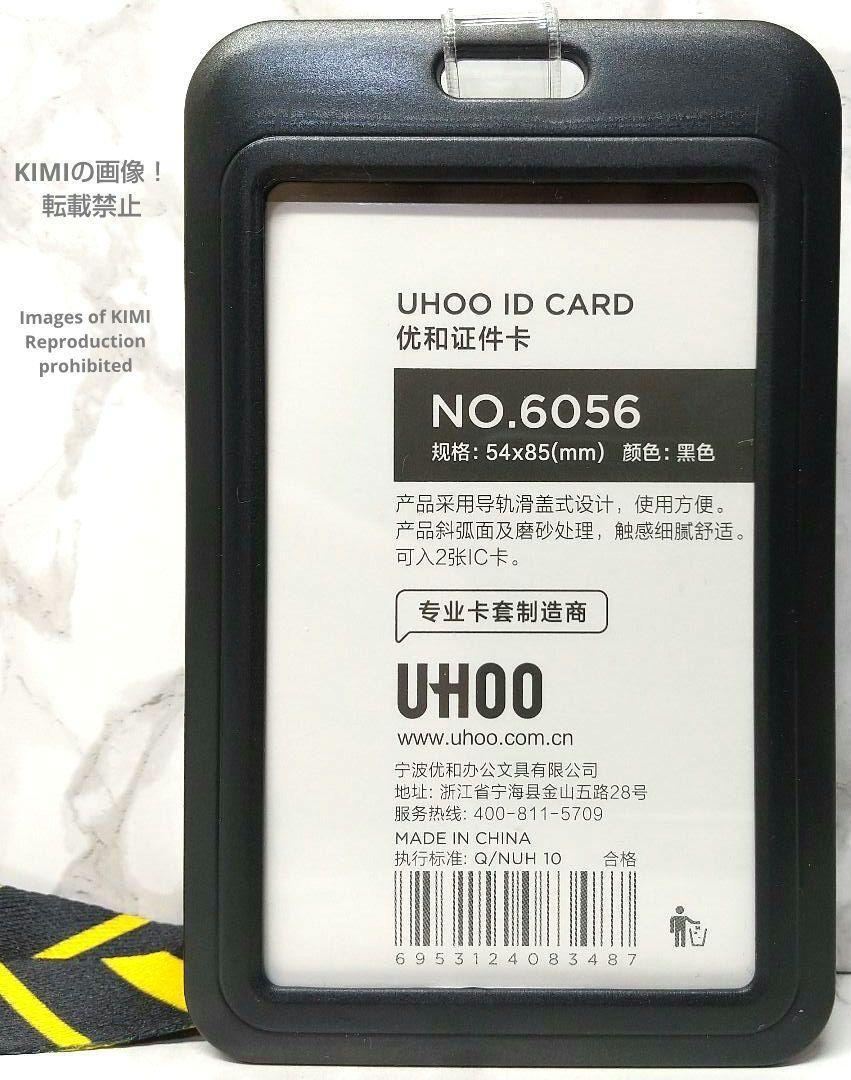 KIMIの画像！
転載禁止
Images of KIMI
Reproduction
prohibited
UHOO ID CARD
优和证件卡
NO.6056
规格: 54x85(mm) 颜色: 黑色
产品采用导轨滑盖式设计，使用方便。
产品斜弧面及磨砂处理，触感细腻舒适。
可入2张IC卡。
专业卡套制造商
UHOO
www.uhoo.com.cn
宁波优和办公文具有限公司
地址: 浙江省宁海县金山五路28号
服务热线: 400-811-5709
MADE IN CHINA
执行标准: Q/NUH 10 合格
6953124083487